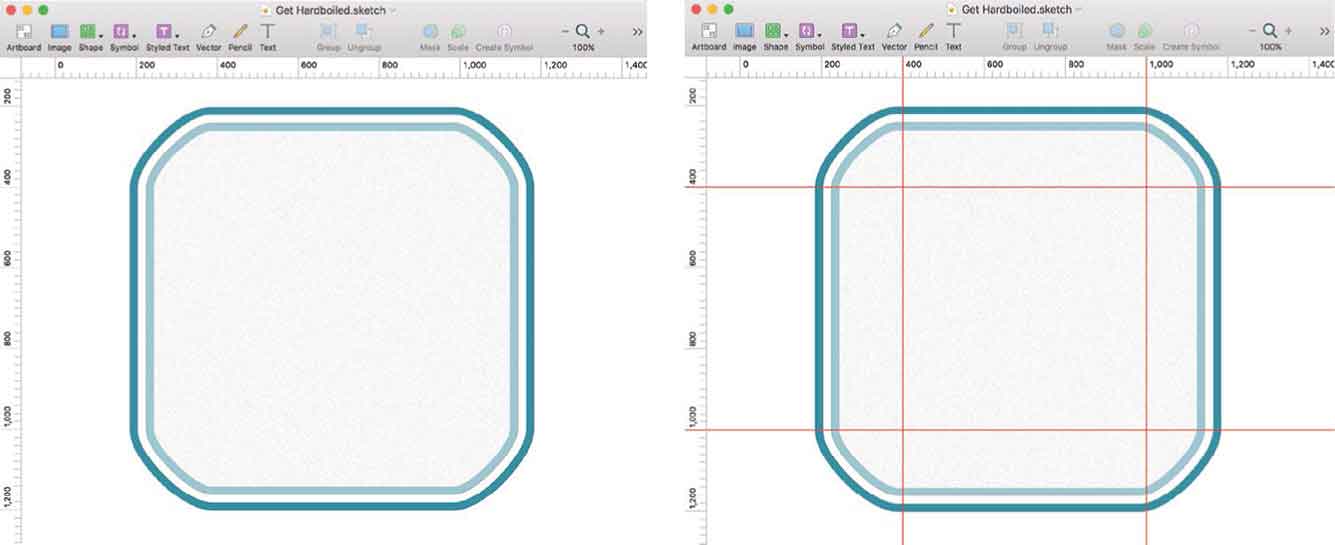 Get Hardboiled.sketch
Artboard Image Shape Symbol Styled Text Vector Pencil Text Group Ungroup Mask Scale Create Symbol 100%
0 200 400 600 800 1,000 1,200 1,400
200
400
600
800
1,000
1,200
Get Hardboiled.sketch
Artboard Image Shape Symbol Styled Text Vector Pencil Text Group Ungroup Mask Scale Create Symbol 100%
0 200 400 600 800 1,000 1,200 1,400
200
400
600
800
1,000
1,200